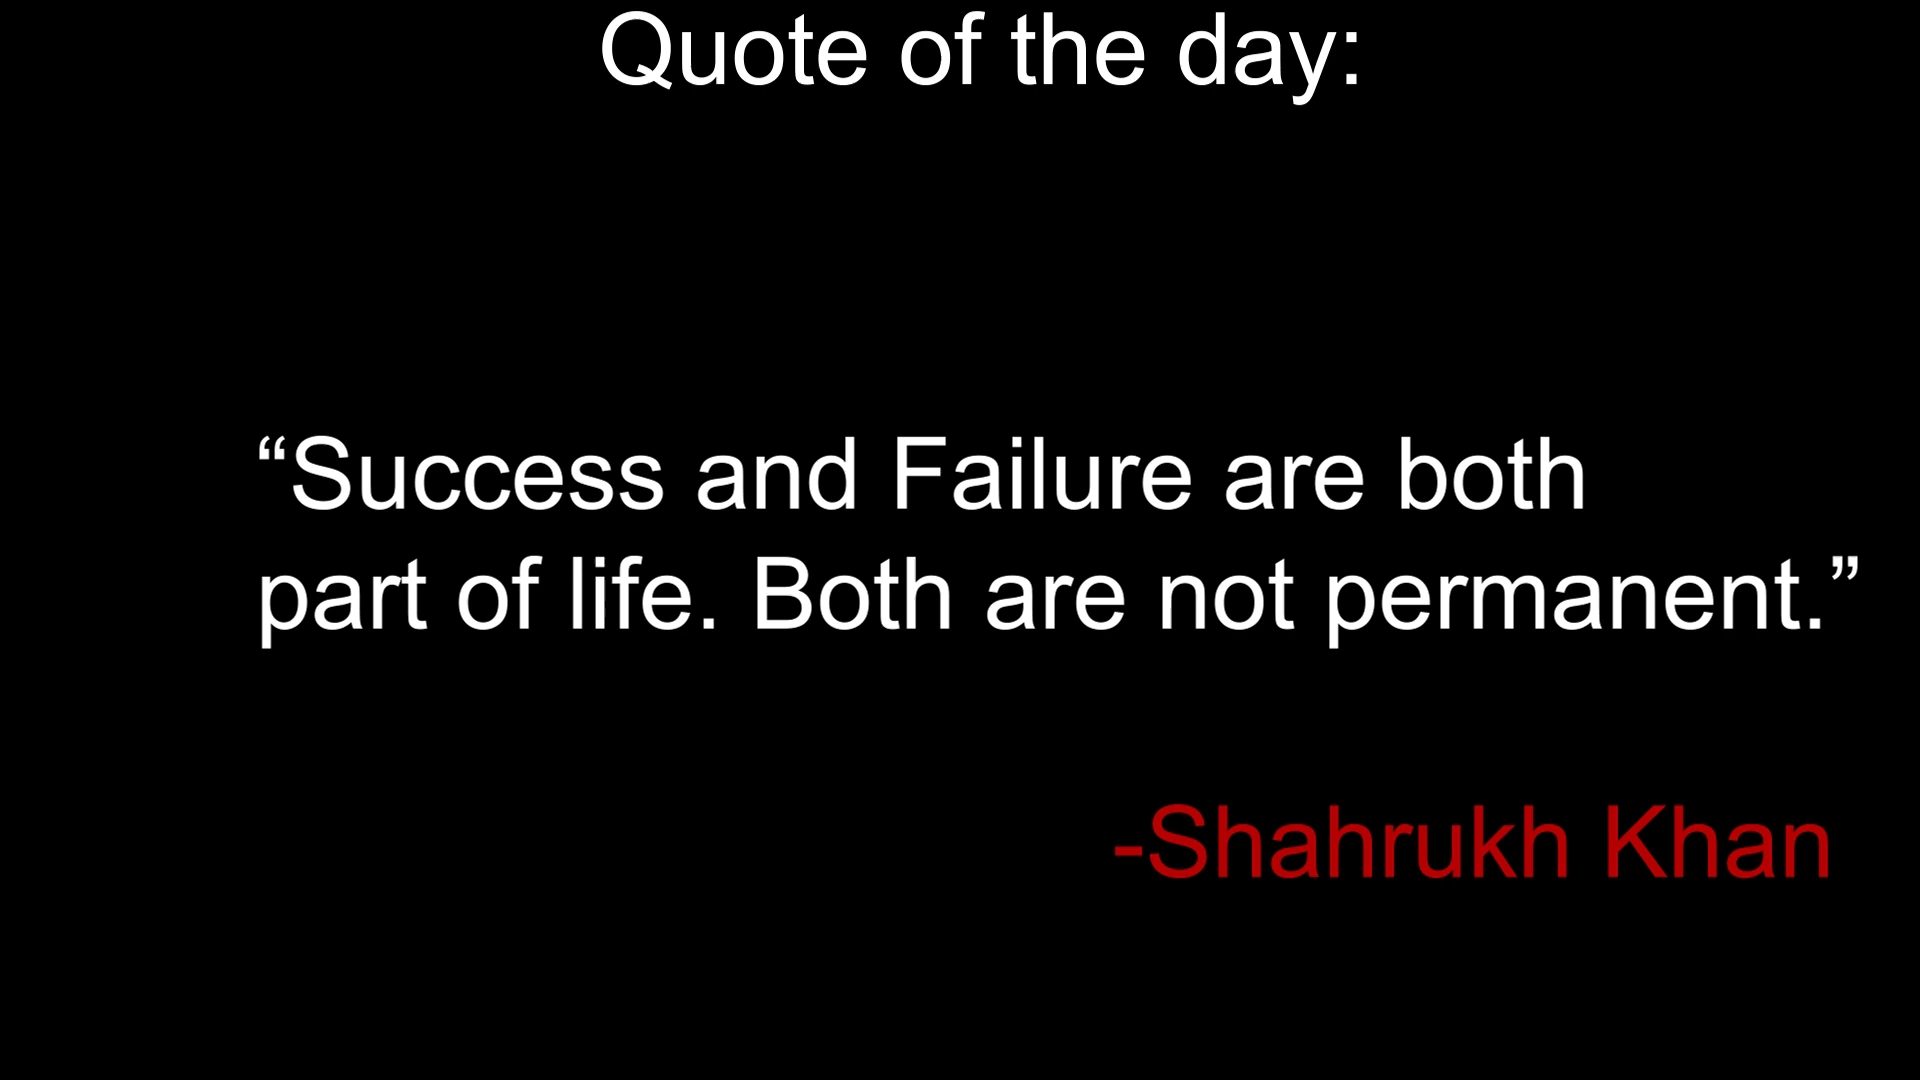 Quote of the day:
“Success and Failure are both
part of life. Both are not permanent.”
-Shahrukh Khan